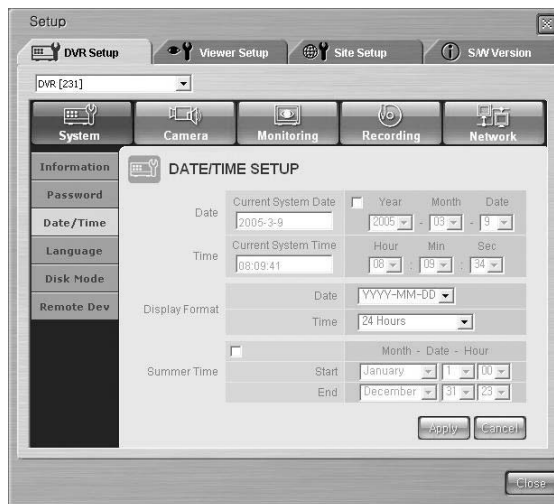 Setup
DVR Setup Viewer Setup Site Setup S/W Version
DVR [231]
System Camera Monitoring Recording Network
Information
Password
Date/Time
Language
Disk Mode
Remote Dev
DATE/TIME SETUP
Date Current System Date Year Month Date
2005-3-9 2005 - 03 - 9
Time Current System Time Hour Min Sec
08:09:41 08 : 09 : 34
Display Format Date YYYY-MM-DD
Time 24 Hours
Summer Time Month - Date - Hour
Start January 1 00
End December 31 23
Apply Cancel
Close